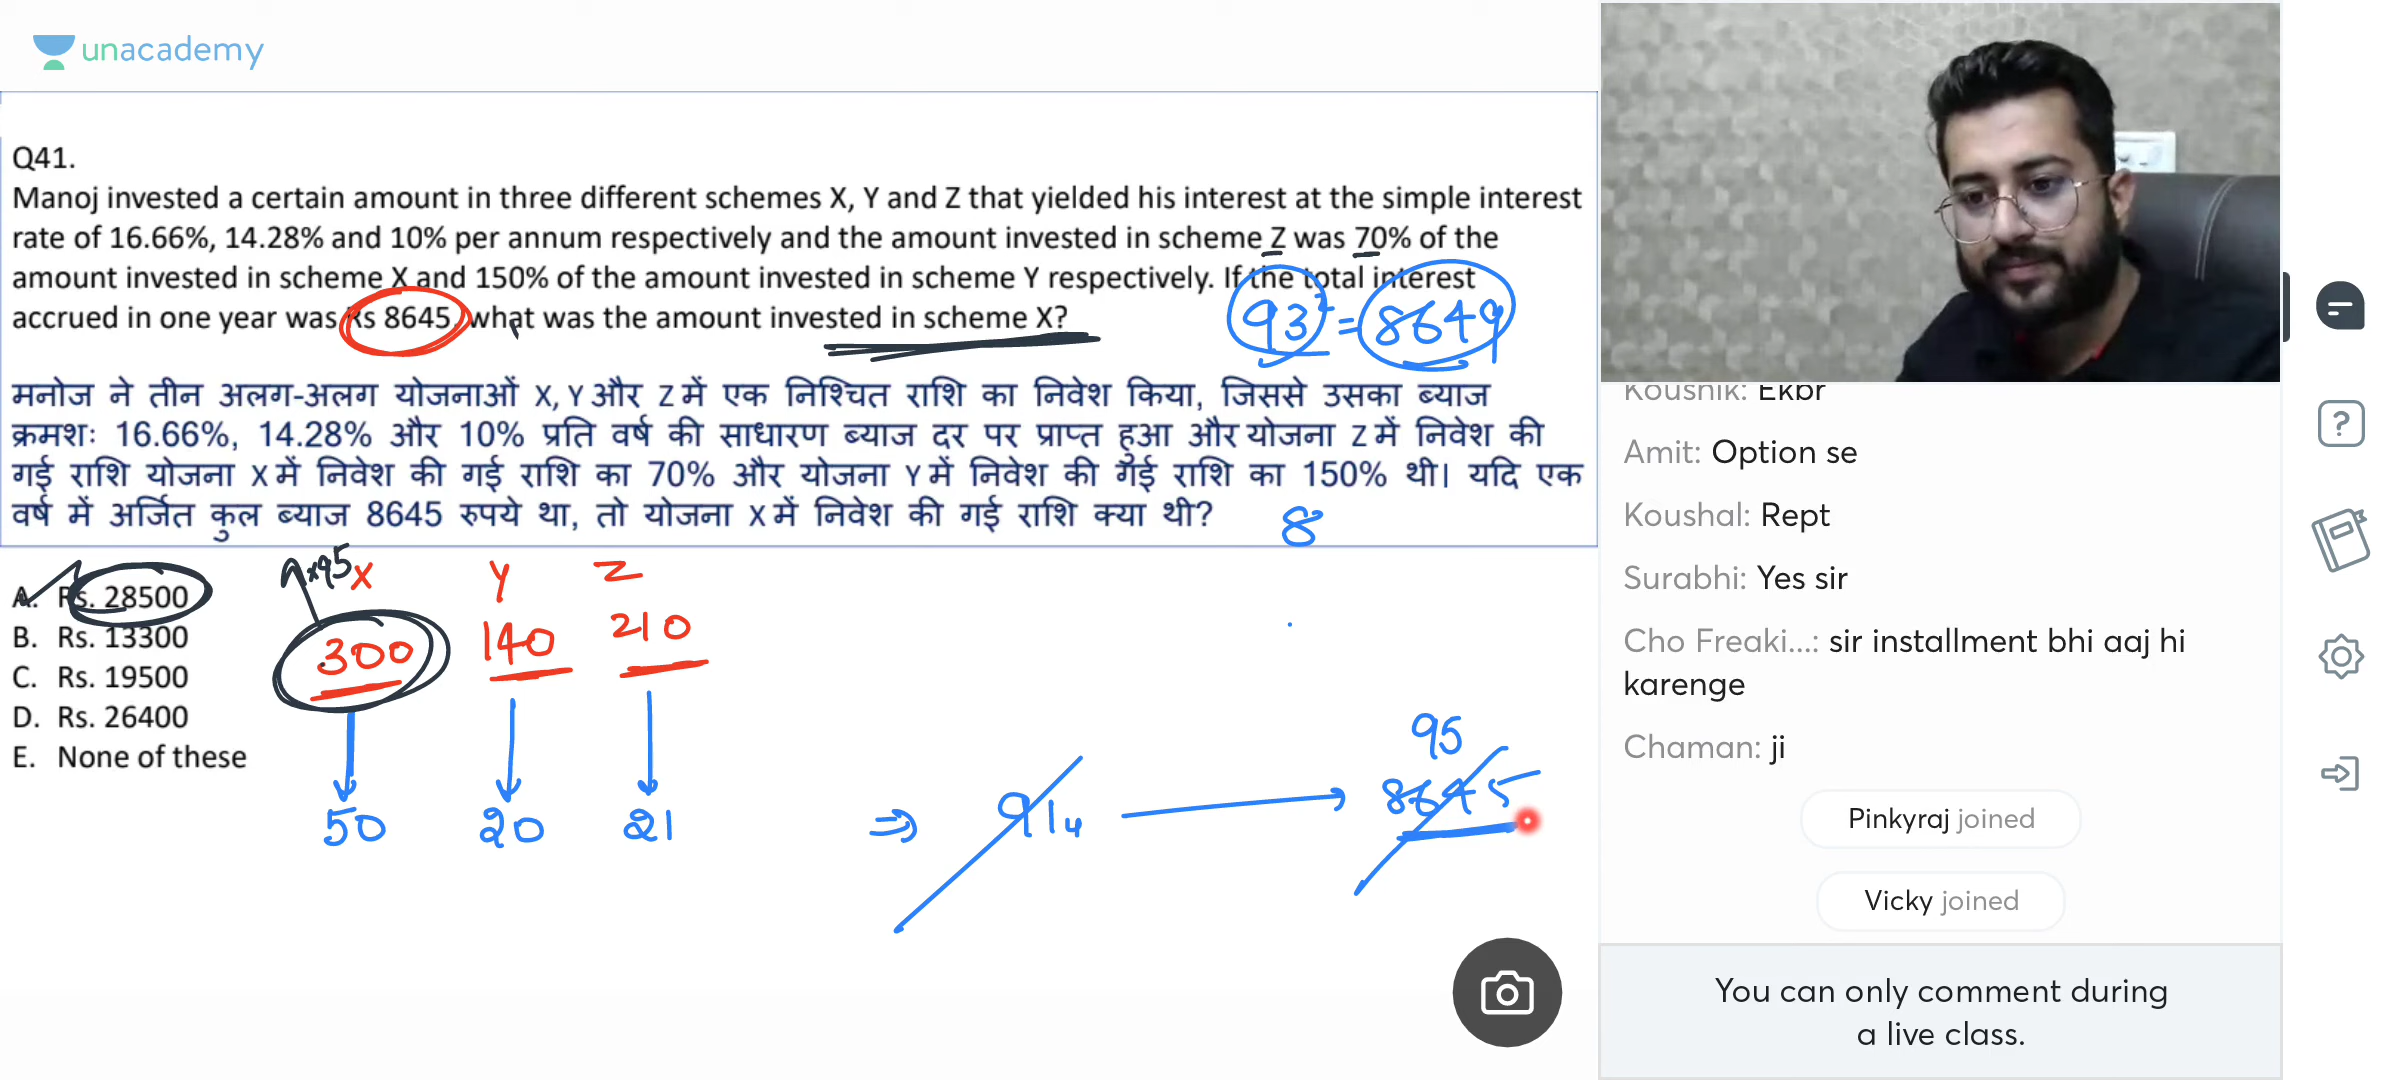 unacademy
Q41.
Manoj invested a certain amount in three different schemes X, Y and Z that yielded his interest at the simple interest
rate of 16.66%, 14.28% and 10% per annum respectively and the amount invested in scheme Z was 70% of the
amount invested in scheme X and 150% of the amount invested in scheme Y respectively. If the total interest
accrued in one year was Rs 8645, what was the amount invested in scheme X?
93² = 8649
मनोज ने तीन अलग-अलग योजनाओं X, Y और Z में एक निश्चित राशि का निवेश किया, जिससे उसका ब्याज
क्रमशः 16.66%, 14.28% और 10% प्रति वर्ष की साधारण ब्याज दर पर प्राप्त हुआ और योजना Z में निवेश की
गई राशि योजना X में निवेश की गई राशि का 70% और योजना Y में निवेश की गई राशि का 150% थी। यदि एक
वर्ष में अर्जित कुल ब्याज 8645 रुपये था, तो योजना X में निवेश की गई राशि क्या थी?
8
A. Rs. 28500
B. Rs. 13300
C. Rs. 19500
D. Rs. 26400
E. None of these
×95
X Y Z
300 140 210
50 20 21 ⇒ 91 → 8645
4
95
Koushik: Ekbr
Amit: Option se
Koushal: Rept
Surabhi: Yes sir
Cho Freaki...: sir installment bhi aaj hi
karenge
Chaman: ji
Pinkyraj joined
Vicky joined
You can only comment during
a live class.
?